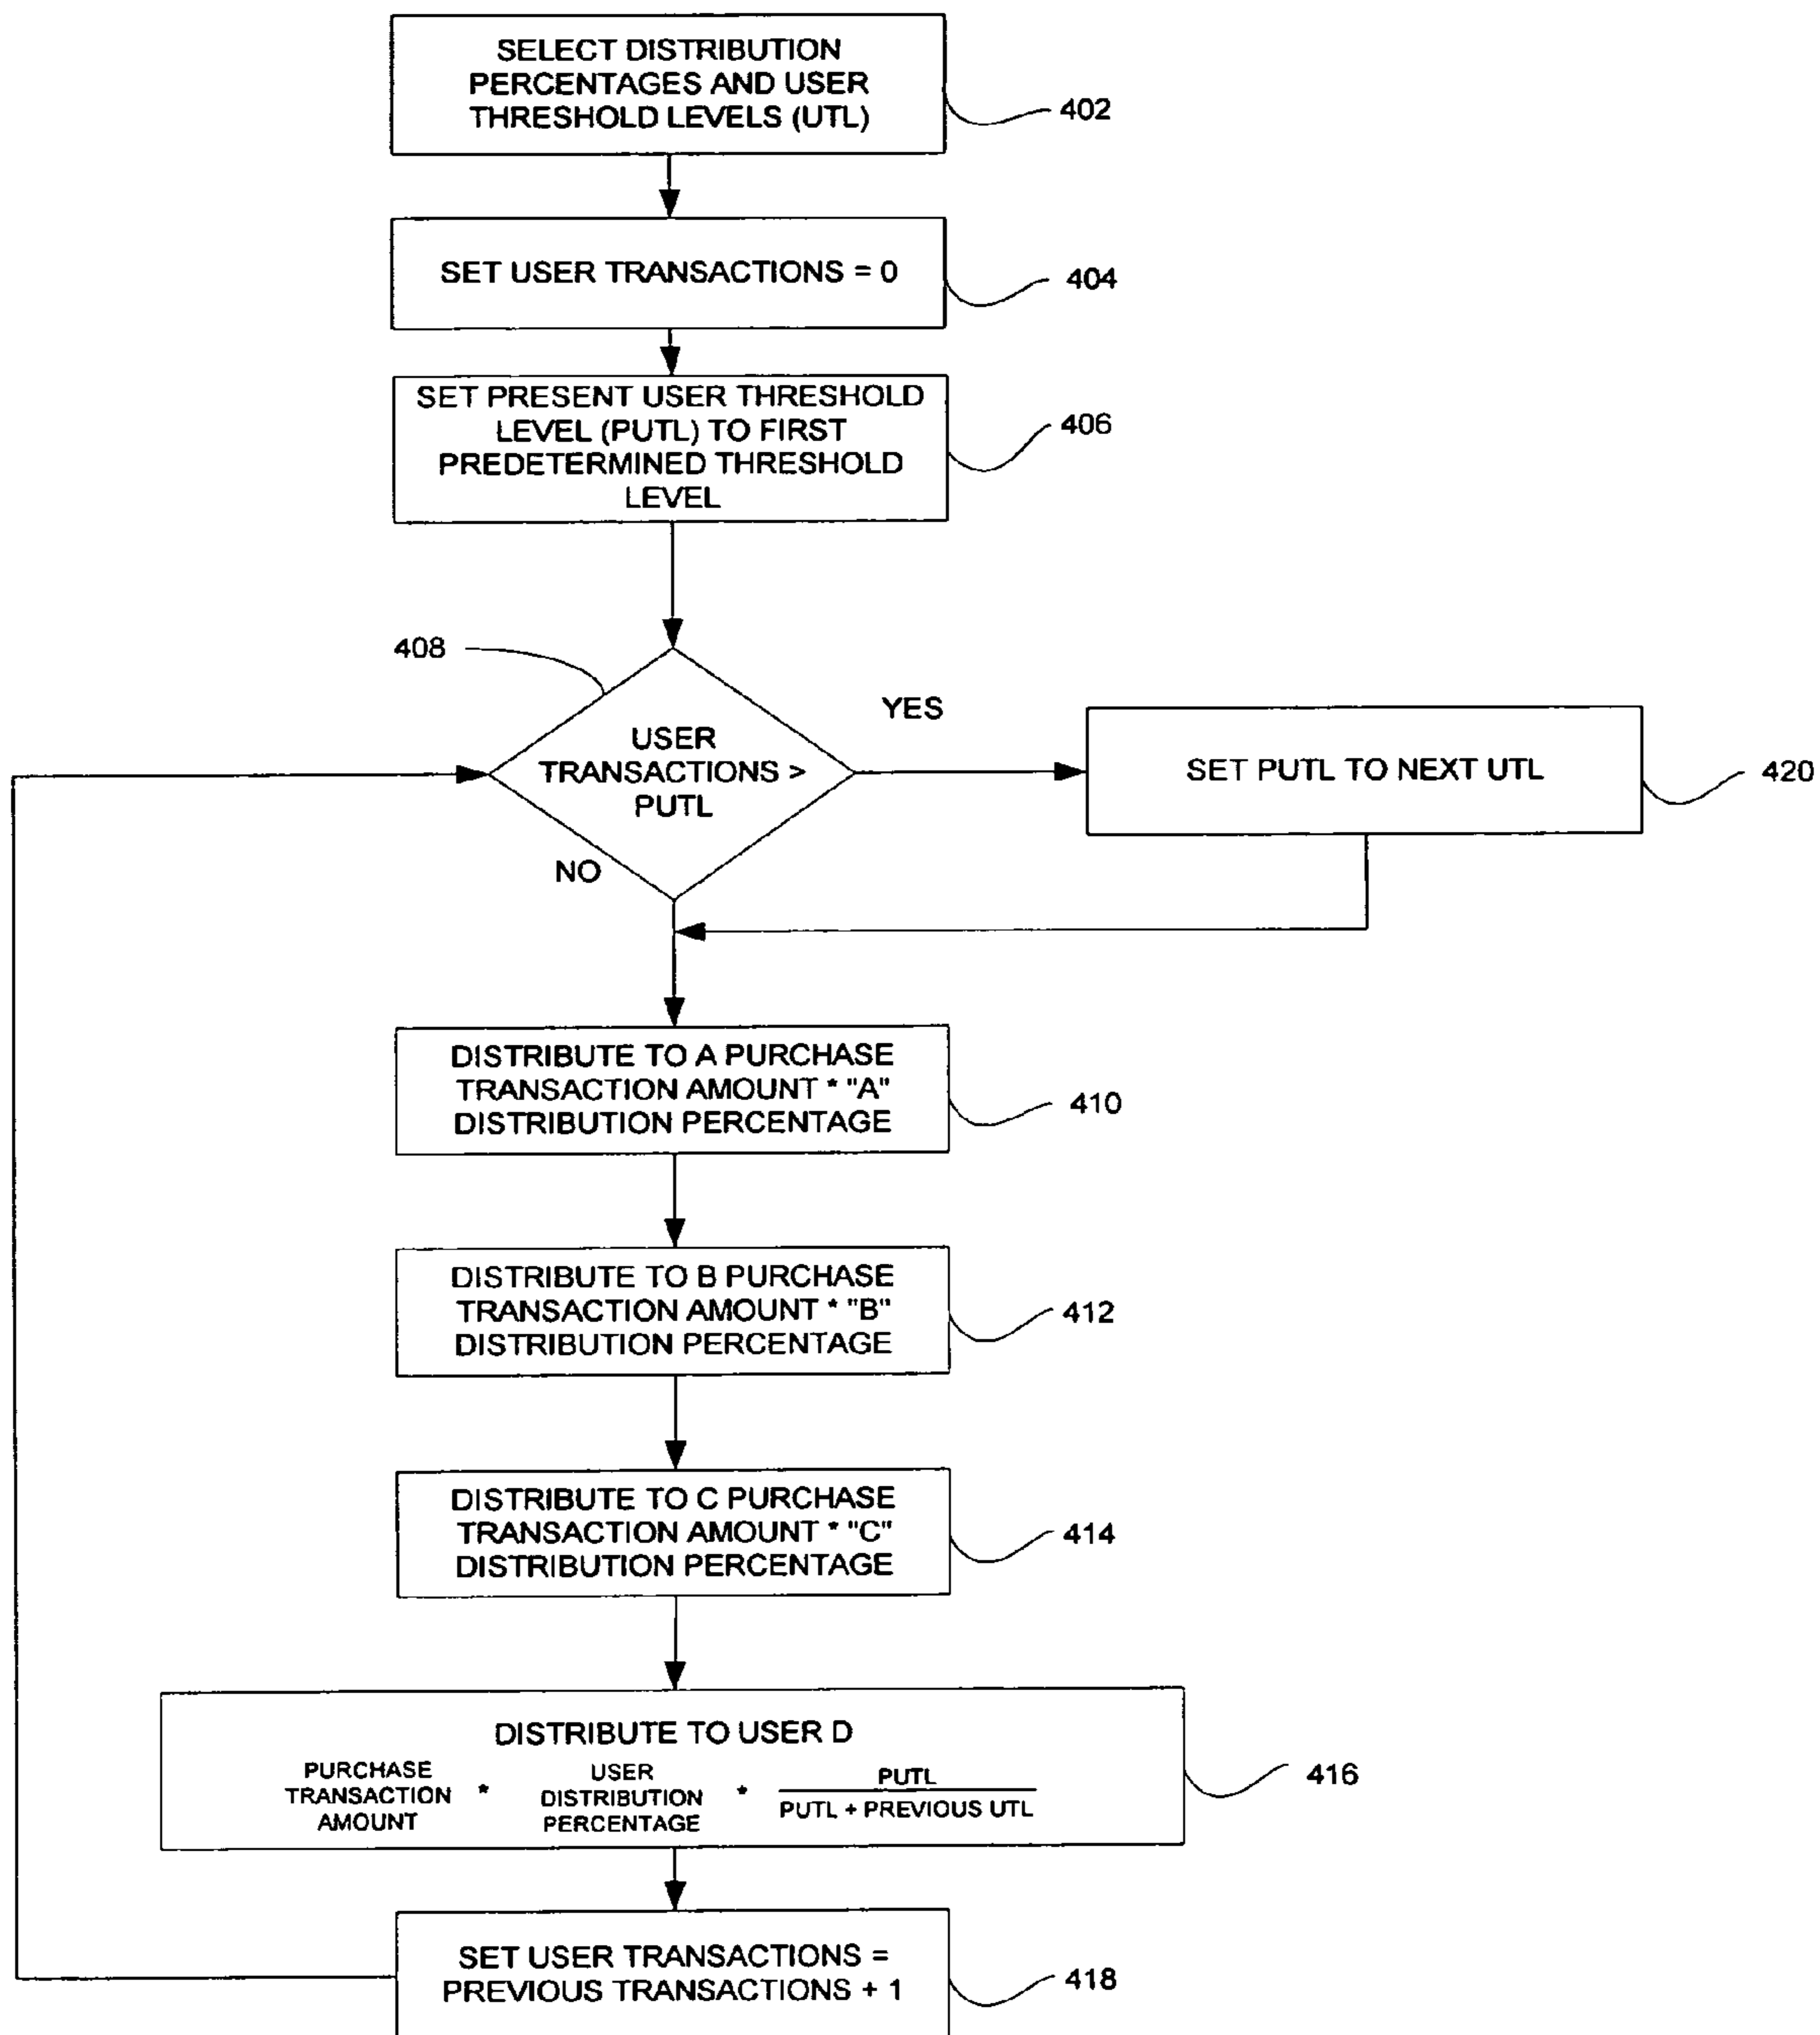 SELECT DISTRIBUTION
PERCENTAGES AND USER
THRESHOLD LEVELS (UTL)
402
SET USER TRANSACTIONS = 0
404
SET PRESENT USER THRESHOLD
LEVEL (PUTL) TO FIRST
PREDETERMINED THRESHOLD
LEVEL
406
408
USER
TRANSACTIONS >
PUTL
YES
NO
SET PUTL TO NEXT UTL
420
DISTRIBUTE TO A PURCHASE
TRANSACTION AMOUNT * "A"
DISTRIBUTION PERCENTAGE
410
DISTRIBUTE TO B PURCHASE
TRANSACTION AMOUNT * "B"
DISTRIBUTION PERCENTAGE
412
DISTRIBUTE TO C PURCHASE
TRANSACTION AMOUNT * "C"
DISTRIBUTION PERCENTAGE
414
DISTRIBUTE TO USER D
PURCHASE
TRANSACTION
AMOUNT
*
USER
DISTRIBUTION
PERCENTAGE
*
PUTL
PUTL + PREVIOUS UTL
416
SET USER TRANSACTIONS =
PREVIOUS TRANSACTIONS + 1
418